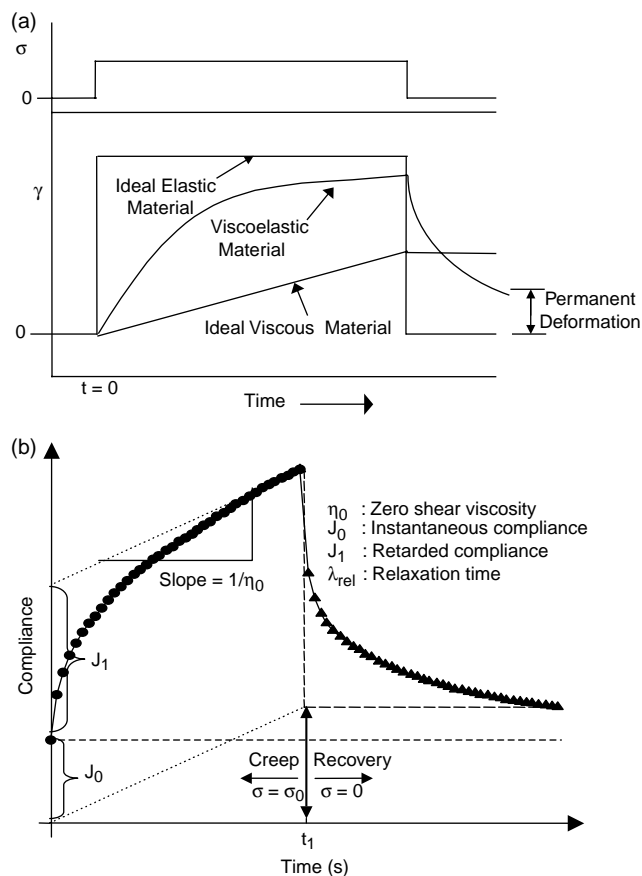 (a)
σ
0
Ideal Elastic
Material
γ
Viscoelastic
Material
Ideal Viscous Material
Permanent
Deformation
0
t = 0
Time
(b)
η0 : Zero shear viscosity
J0 : Instantaneous compliance
J1 : Retarded compliance
λrel : Relaxation time
Slope = 1/η0
Compliance
J1
J0
Creep
Recovery
σ = σ0
σ = 0
t1
Time (s)